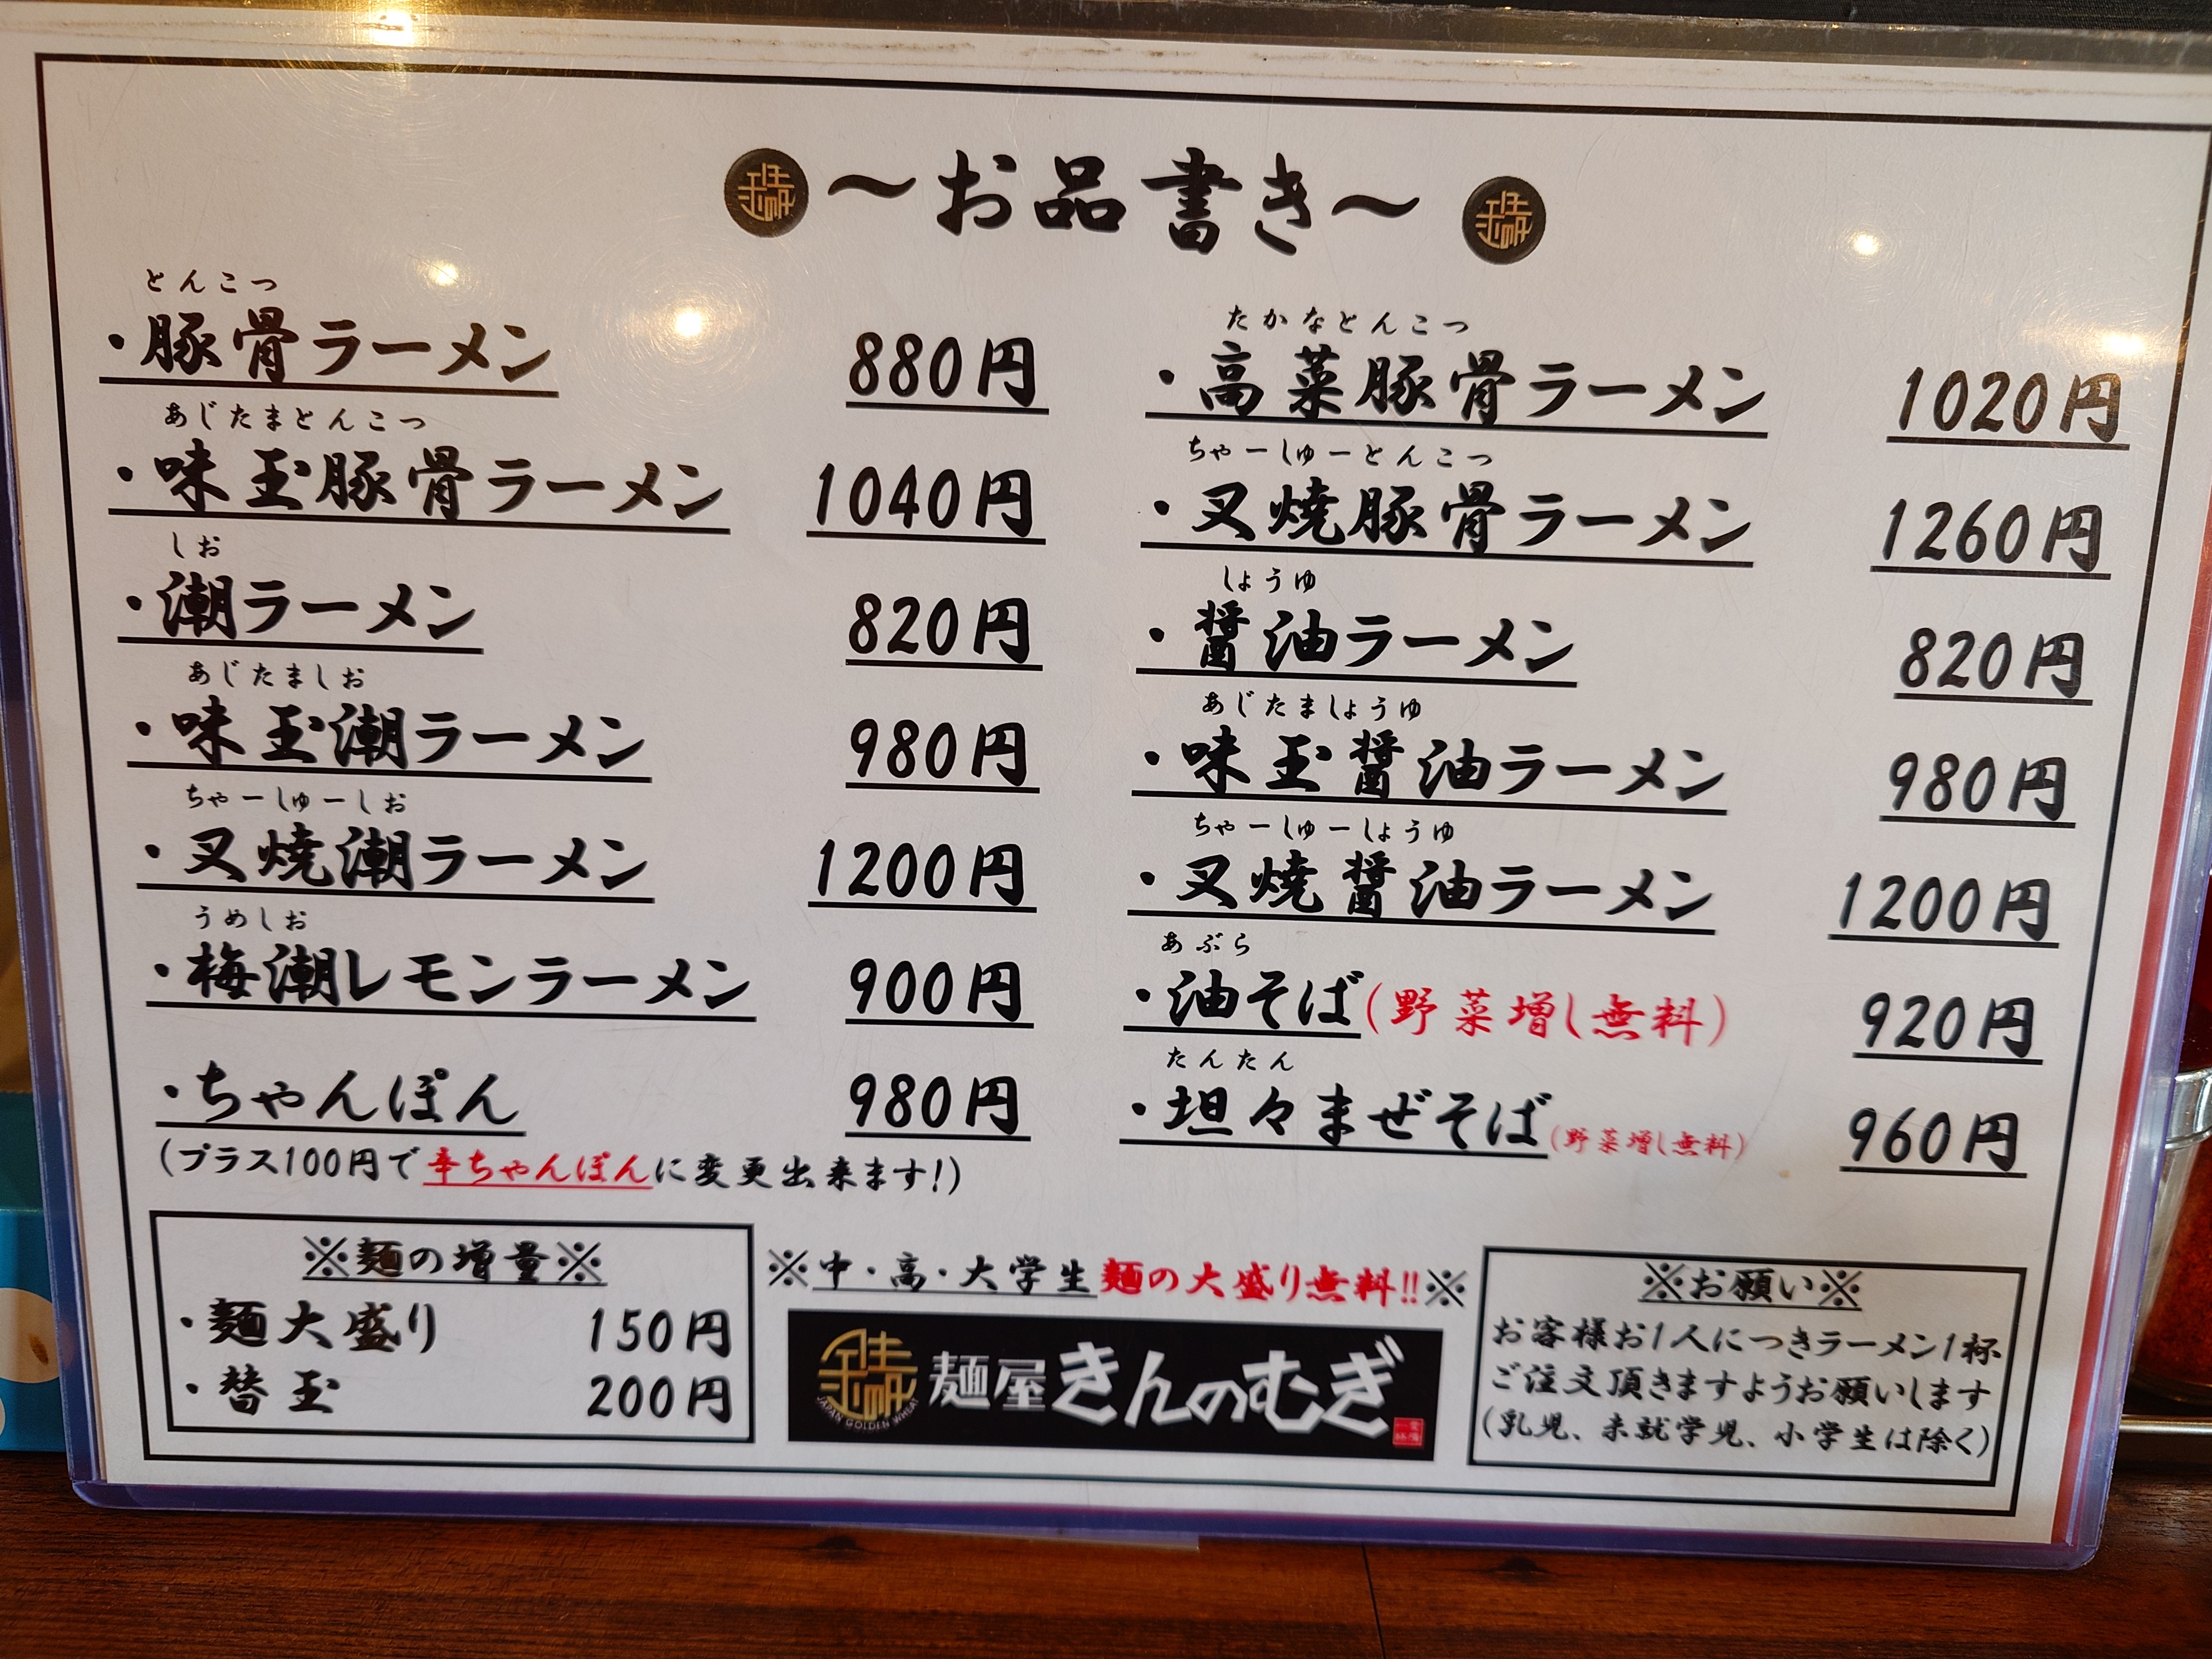 ～お品書き～
とんこつ
・豚骨ラーメン 880円
あじたまとんこつ
・味玉豚骨ラーメン 1040円
しお
・潮ラーメン 820円
あじたましお
・味玉潮ラーメン 980円
ちゃーしゅーしお
・叉焼潮ラーメン 1200円
うめしお
・梅潮レモンラーメン 900円
・ちゃんぽん 980円
(プラス100円で辛ちゃんぽんに変更出来ます!)
たかなとんこつ
・高菜豚骨ラーメン 1020円
ちゃーしゅーとんこつ
・叉焼豚骨ラーメン 1260円
しょうゆ
・醤油ラーメン 820円
あじたましょうゆ
・味玉醤油ラーメン 980円
ちゃーしゅーしょうゆ
・叉焼醤油ラーメン 1200円
あぶら
・油そば(野菜増し無料) 920円
たんたん
・坦々まぜそば(野菜増し無料) 960円
※麺の増量※
・麺大盛り 150円
・替玉 200円
※中・高・大学生麺の大盛り無料!!※
JAPAN GOLDEN WHEAT
麺屋 きんのむぎ
※お願い※
お客様お1人につきラーメン1杯
ご注文頂きますようお願いします
(乳児、未就学児、小学生は除く)